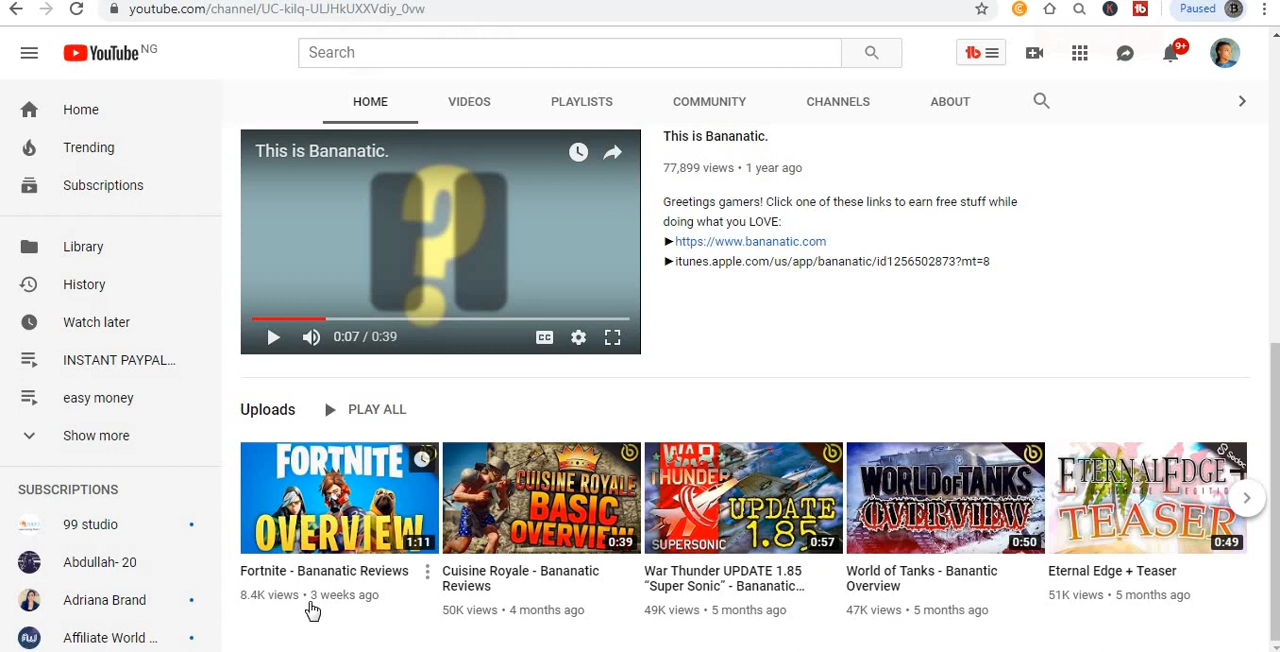 youtube.com/channel/UC-kilq-ULJHkUXXVdiy_0vw
Paused
YouTube NG
Search
9+
HOME VIDEOS PLAYLISTS COMMUNITY CHANNELS ABOUT
Home
Trending
Subscriptions
Library
History
Watch later
INSTANT PAYPAL...
easy money
Show more
SUBSCRIPTIONS
99 studio
Abdullah- 20
Adriana Brand
Affiliate World ...
This is Bananatic.
?
0:07 / 0:39
CC
This is Bananatic.
77,899 views • 1 year ago
Greetings gamers! Click one of these links to earn free stuff while
doing what you LOVE:
►https://www.bananatic.com
►itunes.apple.com/us/app/bananatic/id1256502873?mt=8
Uploads PLAY ALL
FORTNITE
OVERVIEW
1:11
Fortnite - Bananatic Reviews
8.4K views • 3 weeks ago
CUISINE ROYALE
BASIC
OVERVIEW
0:39
Cuisine Royale - Bananatic
Reviews
50K views • 4 months ago
WAR
THUNDER
UPDATE
1.85
SUPERSONIC
0:57
War Thunder UPDATE 1.85
“Super Sonic” - Bananatic...
49K views • 5 months ago
WORLD OF TANKS
OVERVIEW
0:50
World of Tanks - Banantic
Overview
47K views • 5 months ago
ETERNAL EDGE
TEASER
0:49
Eternal Edge + Teaser
51K views • 5 months ago